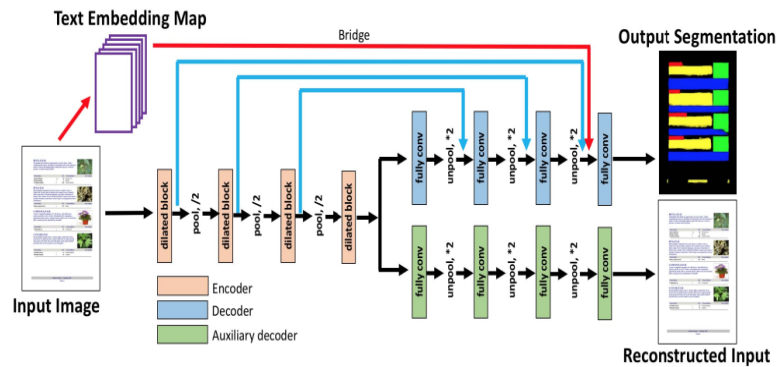 Text Embedding Map
Bridge
Output Segmentation
Input Image
dilated block
pool, /2
dilated block
pool, /2
dilated block
pool, /2
dilated block
fully conv
unpool, *2
fully conv
unpool, *2
fully conv
unpool, *2
fully conv
fully conv
unpool, *2
fully conv
unpool, *2
fully conv
unpool, *2
fully conv
Encoder
Decoder
Auxiliary decoder
Reconstructed Input